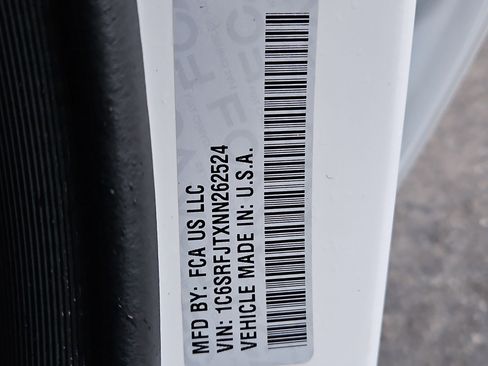 MFD BY: FCA US LLC
VIN: 1C6SRFJTXNN262524
VEHICLE MADE IN: U.S.A.